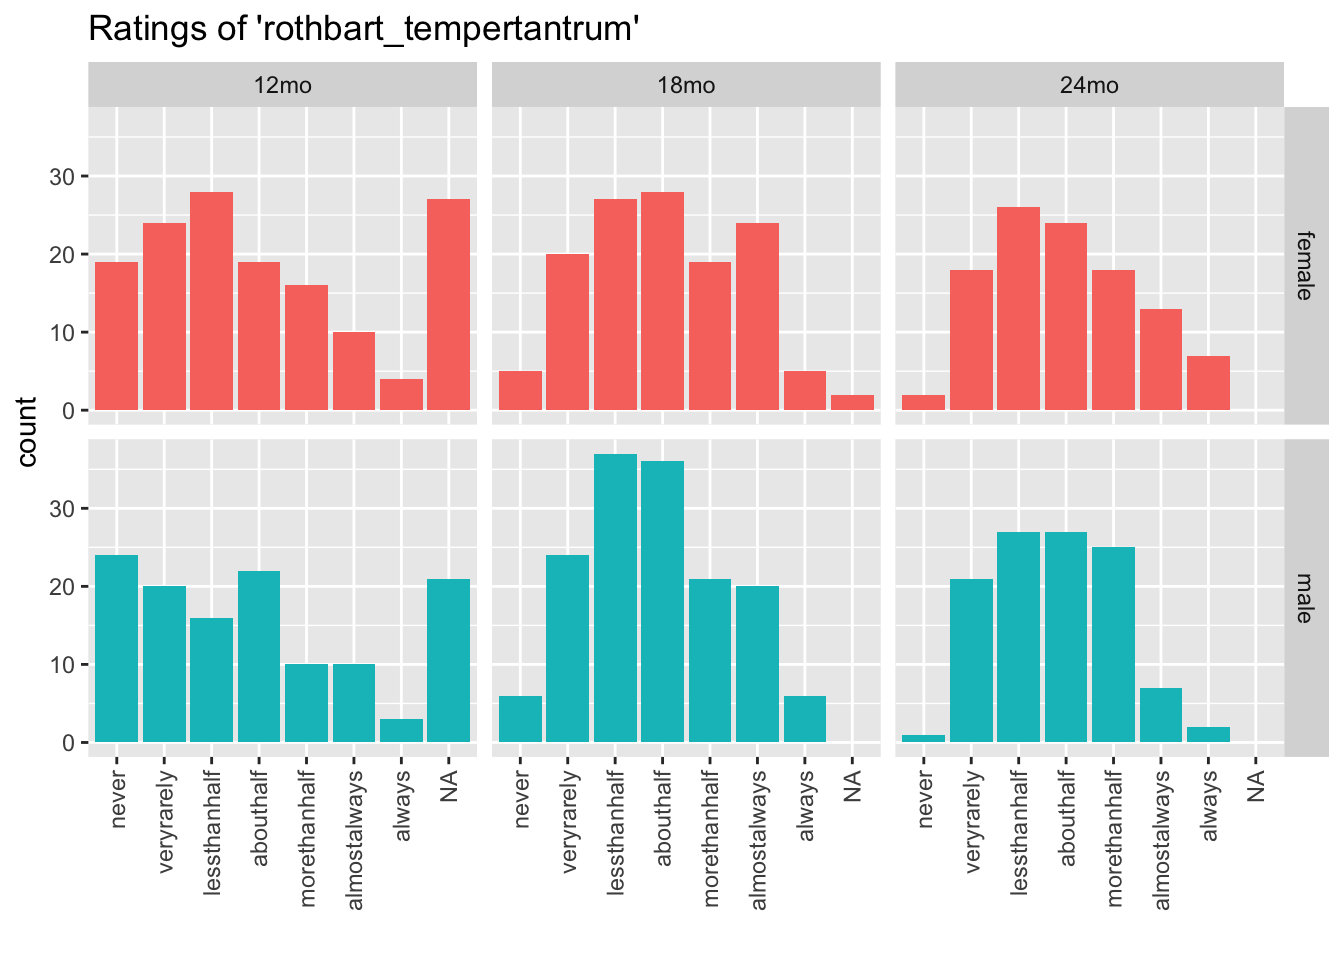 Ratings of 'rothbart_tempertantrum'
12mo 18mo 24mo
30
20
10
0
female
count
30
20
10
0
male
never veryrarely lessthanhalf abouthalf morethanhalf almostalways always NA never veryrarely lessthanhalf abouthalf morethanhalf almostalways always NA never veryrarely lessthanhalf abouthalf morethanhalf almostalways always NA